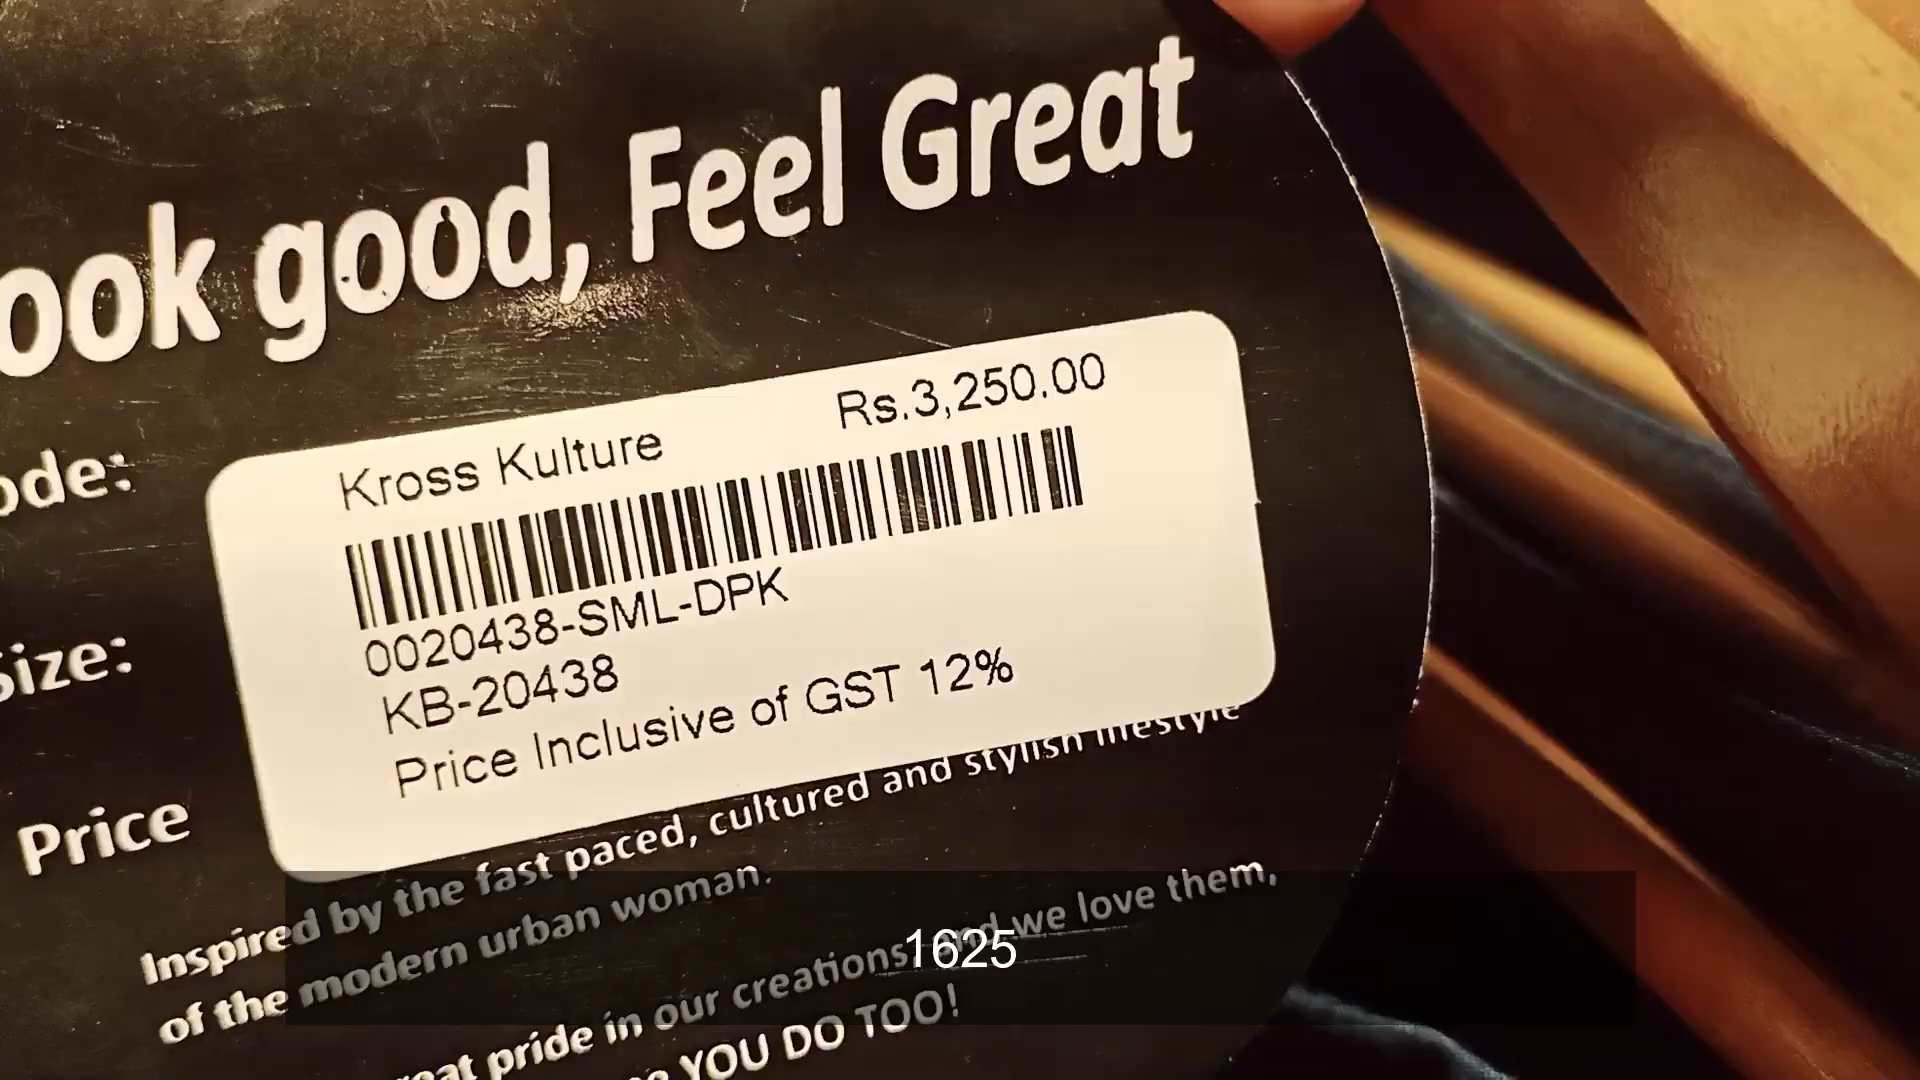 ook good, Feel Great
ode:
Kross Kulture Rs.3,250.00
0020438-SML-DPK
Size:
KB-20438
Price Inclusive of GST 12%
Price
Inspired by the fast paced, cultured and stylish lifestyle
of the modern urban woman.
great pride in our creations, and we love them,
YOU DO TOO!
1625